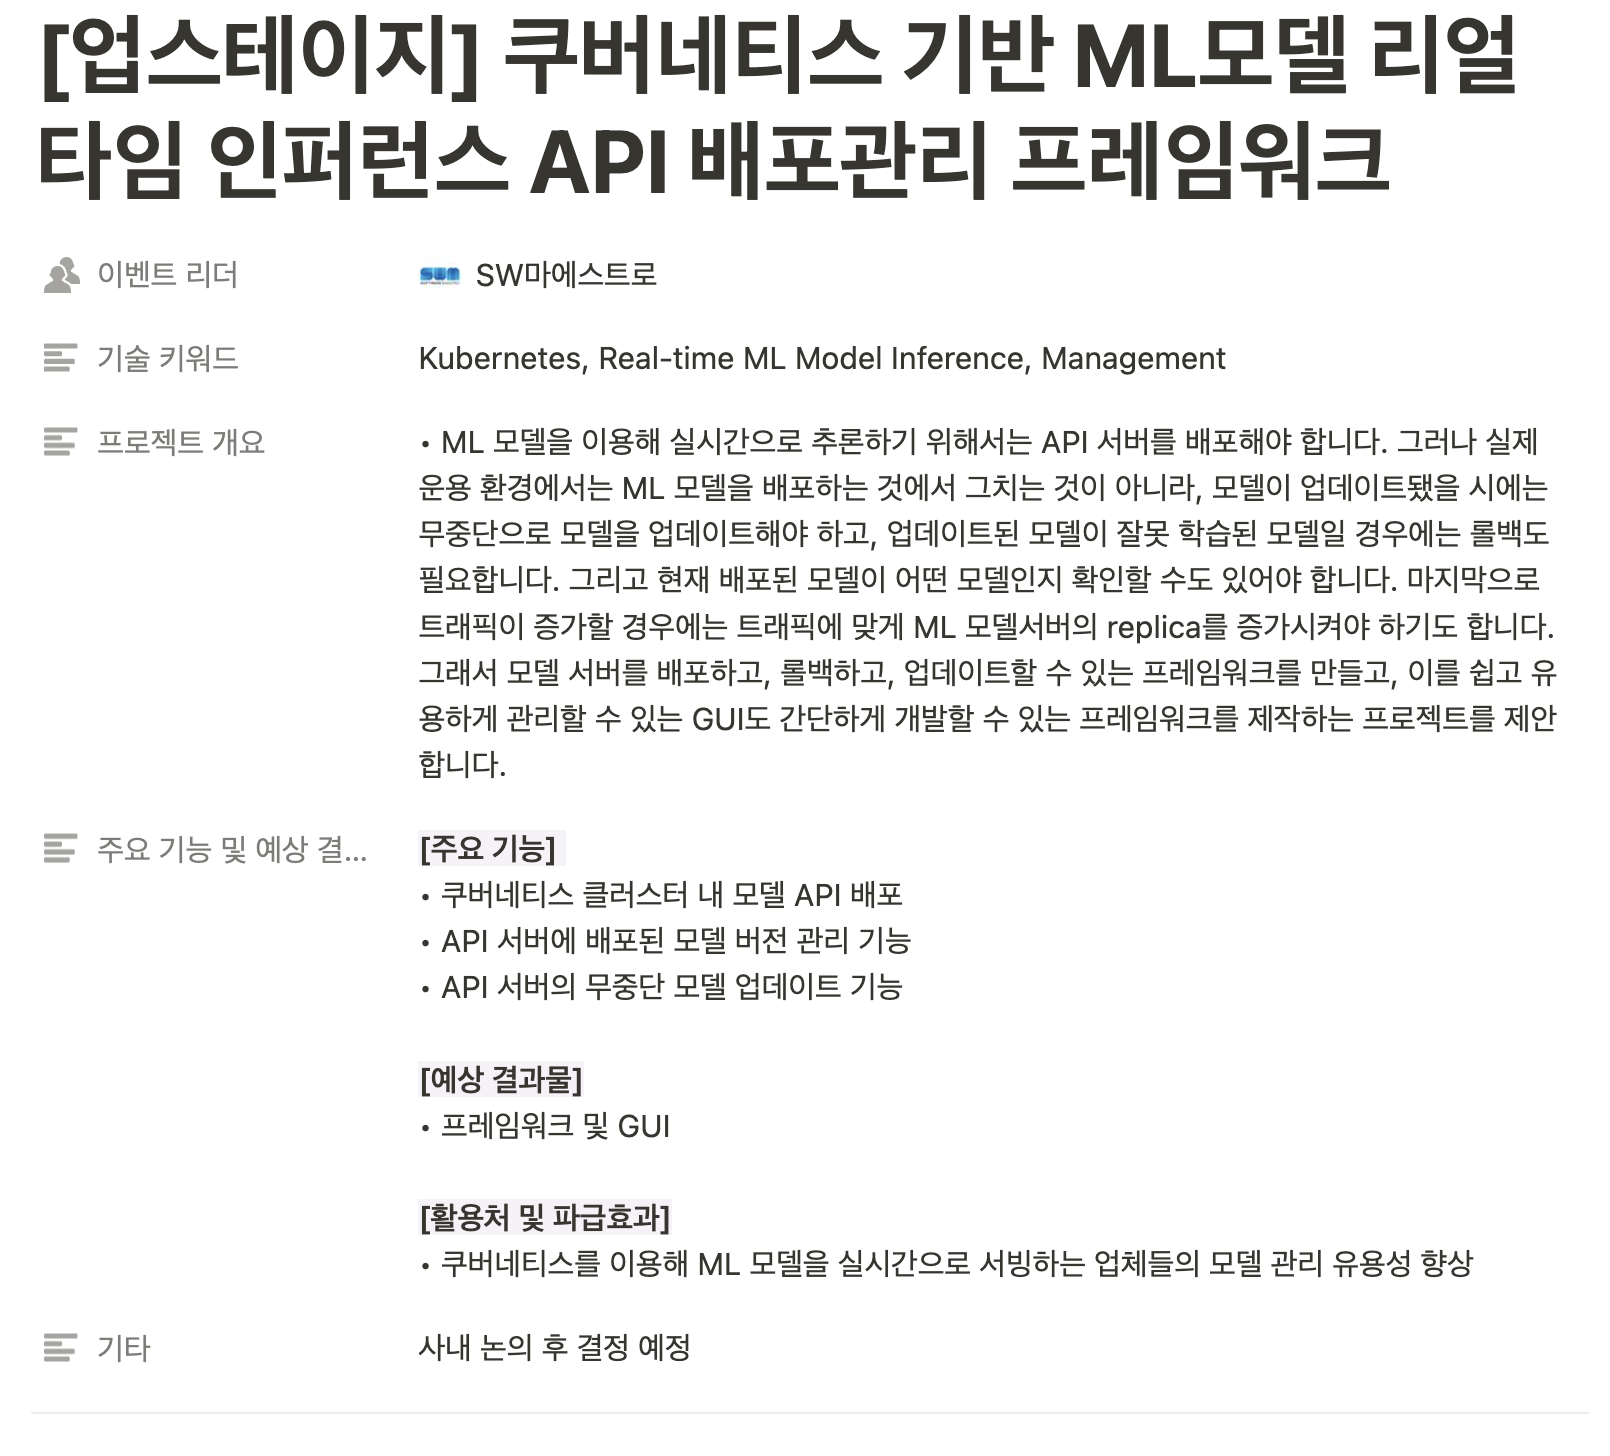 [업스테이지] 쿠버네티스 기반 ML모델 리얼
타임 인퍼런스 API 배포관리 프레임워크
이벤트 리더
SWM
SW마에스트로
기술 키워드
Kubernetes, Real-time ML Model Inference, Management
프로젝트 개요
• ML 모델을 이용해 실시간으로 추론하기 위해서는 API 서버를 배포해야 합니다. 그러나 실제
운용 환경에서는 ML 모델을 배포하는 것에서 그치는 것이 아니라, 모델이 업데이트됐을 시에는
무중단으로 모델을 업데이트해야 하고, 업데이트된 모델이 잘못 학습된 모델일 경우에는 롤백도
필요합니다. 그리고 현재 배포된 모델이 어떤 모델인지 확인할 수도 있어야 합니다. 마지막으로
트래픽이 증가할 경우에는 트래픽에 맞게 ML 모델서버의 replica를 증가시켜야 하기도 합니다.
그래서 모델 서버를 배포하고, 롤백하고, 업데이트할 수 있는 프레임워크를 만들고, 이를 쉽고 유
용하게 관리할 수 있는 GUI도 간단하게 개발할 수 있는 프레임워크를 제작하는 프로젝트를 제안
합니다.
주요 기능 및 예상 결...
[주요 기능]
• 쿠버네티스 클러스터 내 모델 API 배포
• API 서버에 배포된 모델 버전 관리 기능
• API 서버의 무중단 모델 업데이트 기능
[예상 결과물]
• 프레임워크 및 GUI
[활용처 및 파급효과]
• 쿠버네티스를 이용해 ML 모델을 실시간으로 서빙하는 업체들의 모델 관리 유용성 향상
기타
사내 논의 후 결정 예정